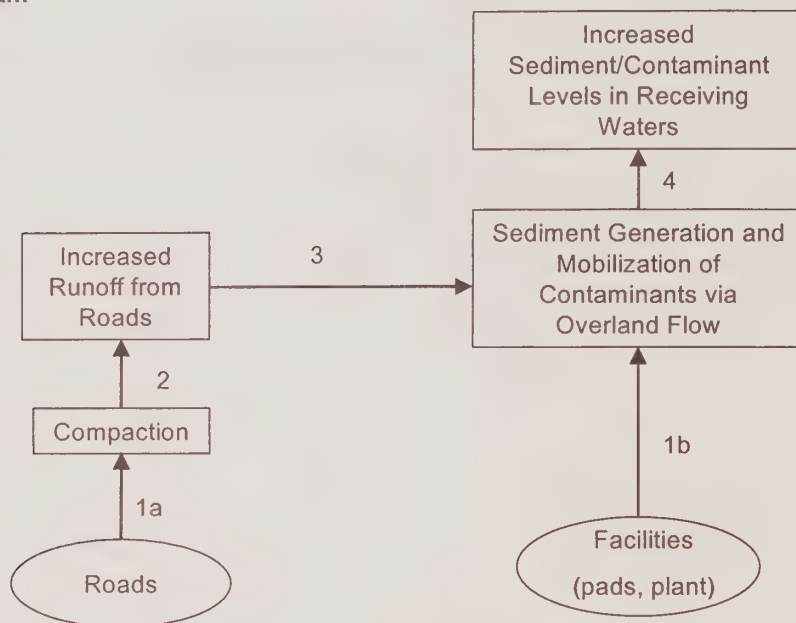 Increased
Sediment/Contaminant
Levels in Receiving
Waters
4
Increased
Runoff from
Roads
3
Sediment Generation and
Mobilization of
Contaminants via
Overland Flow
2
Compaction
1a
1b
Roads
Facilities
(pads, plant)